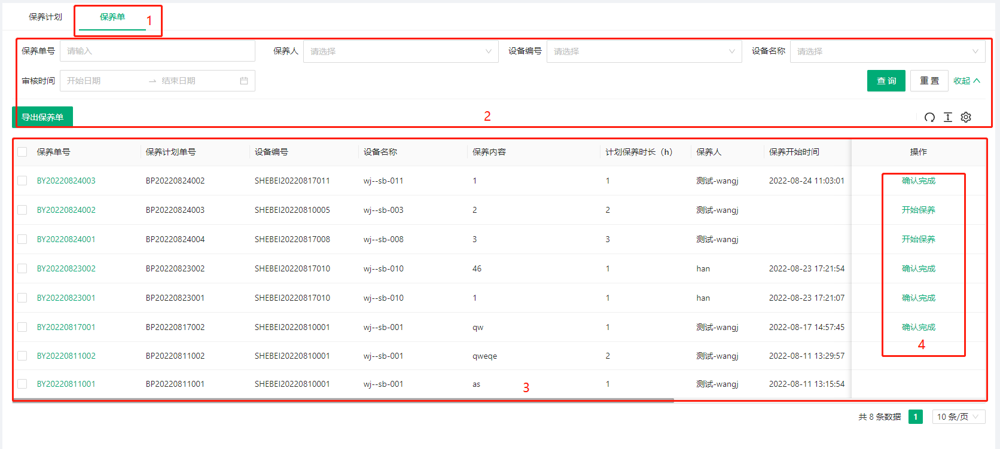 保养计划 保养单 1
保养单号 请输入 保养人 请选择 设备编号 请选择 设备名称 请选择
审核时间 开始日期 → 结束日期 查 询 重 置 收起
导出保养单 2
保养单号 保养计划单号 设备编号 设备名称 保养内容 计划保养时长（h） 保养人 保养开始时间 操作
BY20220824003 BP20220824002 SHEBEI20220817011 wj--sb-011 1 1 测试-wangj 2022-08-24 11:03:01 确认完成
BY20220824002 BP20220824003 SHEBEI20220810005 wj--sb-003 2 2 测试-wangj 开始保养
BY20220824001 BP20220824004 SHEBEI20220817008 wj--sb-008 3 3 测试-wangj 开始保养
BY20220823002 BP20220823002 SHEBEI20220817010 wj--sb-010 46 1 han 2022-08-23 17:21:54 确认完成
BY20220823001 BP20220823001 SHEBEI20220817010 wj--sb-010 1 1 han 2022-08-23 17:21:07 确认完成
BY20220817001 BP20220817002 SHEBEI20220810001 wj--sb-001 qw 1 测试-wangj 2022-08-17 14:57:45 确认完成
4
BY20220811002 BP20220811002 SHEBEI20220810001 wj--sb-001 qweqe 2 测试-wangj 2022-08-11 13:29:57
BY20220811001 BP20220811001 SHEBEI20220810001 wj--sb-001 as 1 测试-wangj 2022-08-11 13:15:54
3
共 8 条数据 1 10 条/页